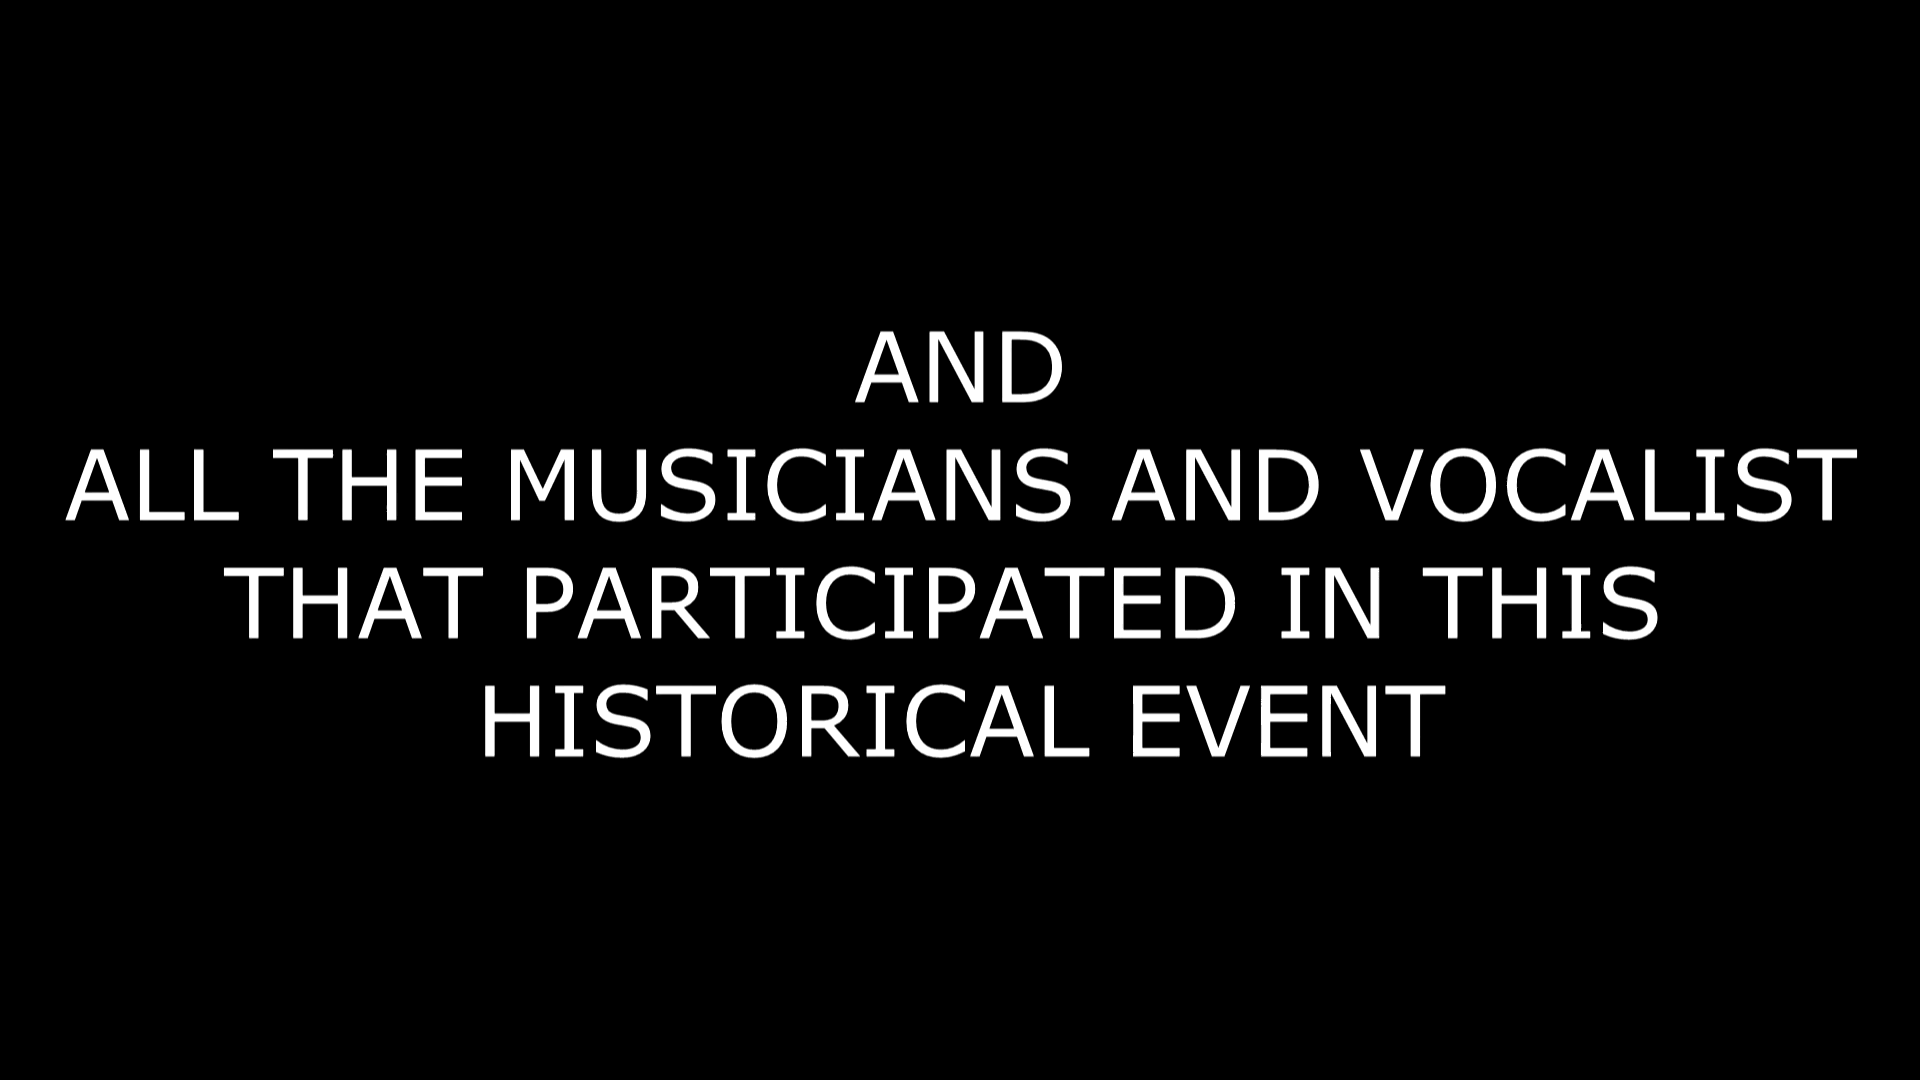 AND
ALL THE MUSICIANS AND VOCALIST
THAT PARTICIPATED IN THIS
HISTORICAL EVENT